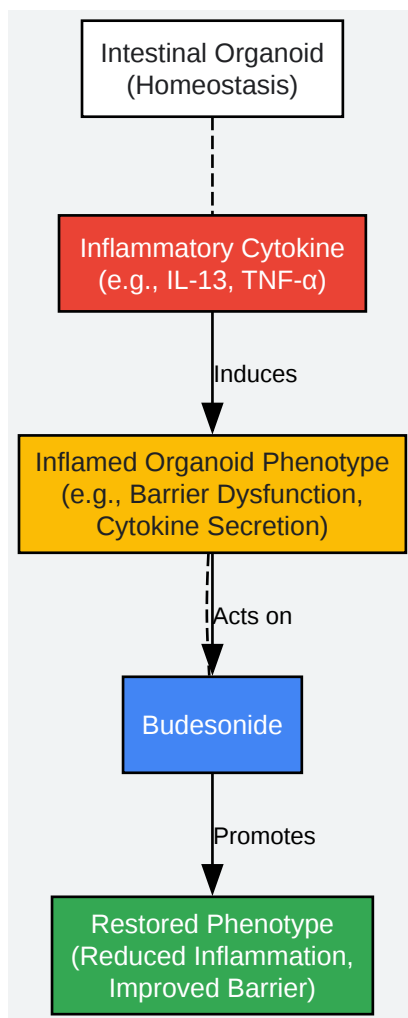 Intestinal Organoid
(Homeostasis)
Inflammatory Cytokine
(e.g., IL-13, TNF-α)
Induces
Inflamed Organoid Phenotype
(e.g., Barrier Dysfunction,
Cytokine Secretion)
Acts on
Budesonide
Promotes
Restored Phenotype
(Reduced Inflammation,
Improved Barrier)